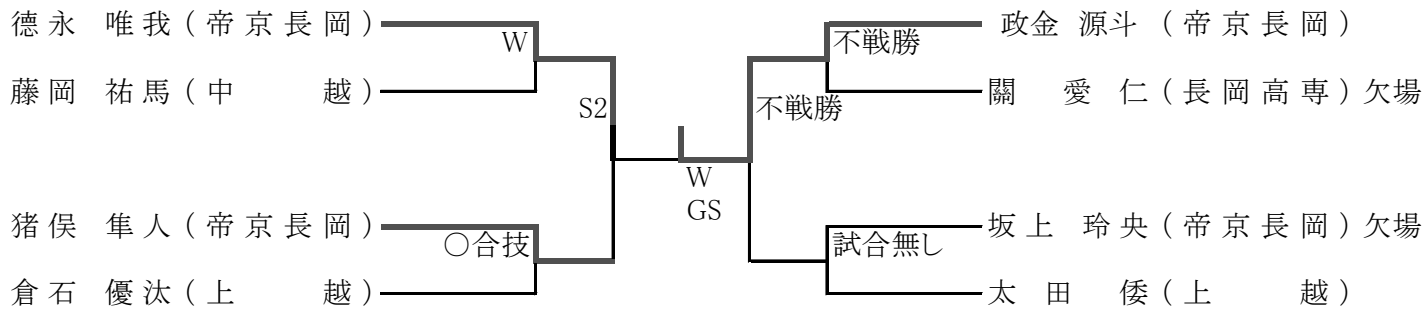 德永 唯我(帝京長岡)
W
藤岡 祐馬(中 越)
S2
猪俣 隼人(帝京長岡)
○合技
倉石 優汰(上 越)
W
GS
政金 源斗 (帝京長岡)
不戦勝
關 愛仁(長岡高専)欠場
不戦勝
坂上 玲央(帝京長岡)欠場
試合無し
太田 倭(上 越)